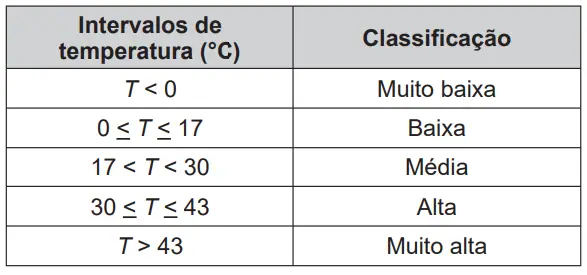 Intervalos de
temperatura (°C)
Classificação
T < 0
Muito baixa
0 ≤ T ≤ 17
Baixa
17 < T < 30
Média
30 ≤ T ≤ 43
Alta
T > 43
Muito alta